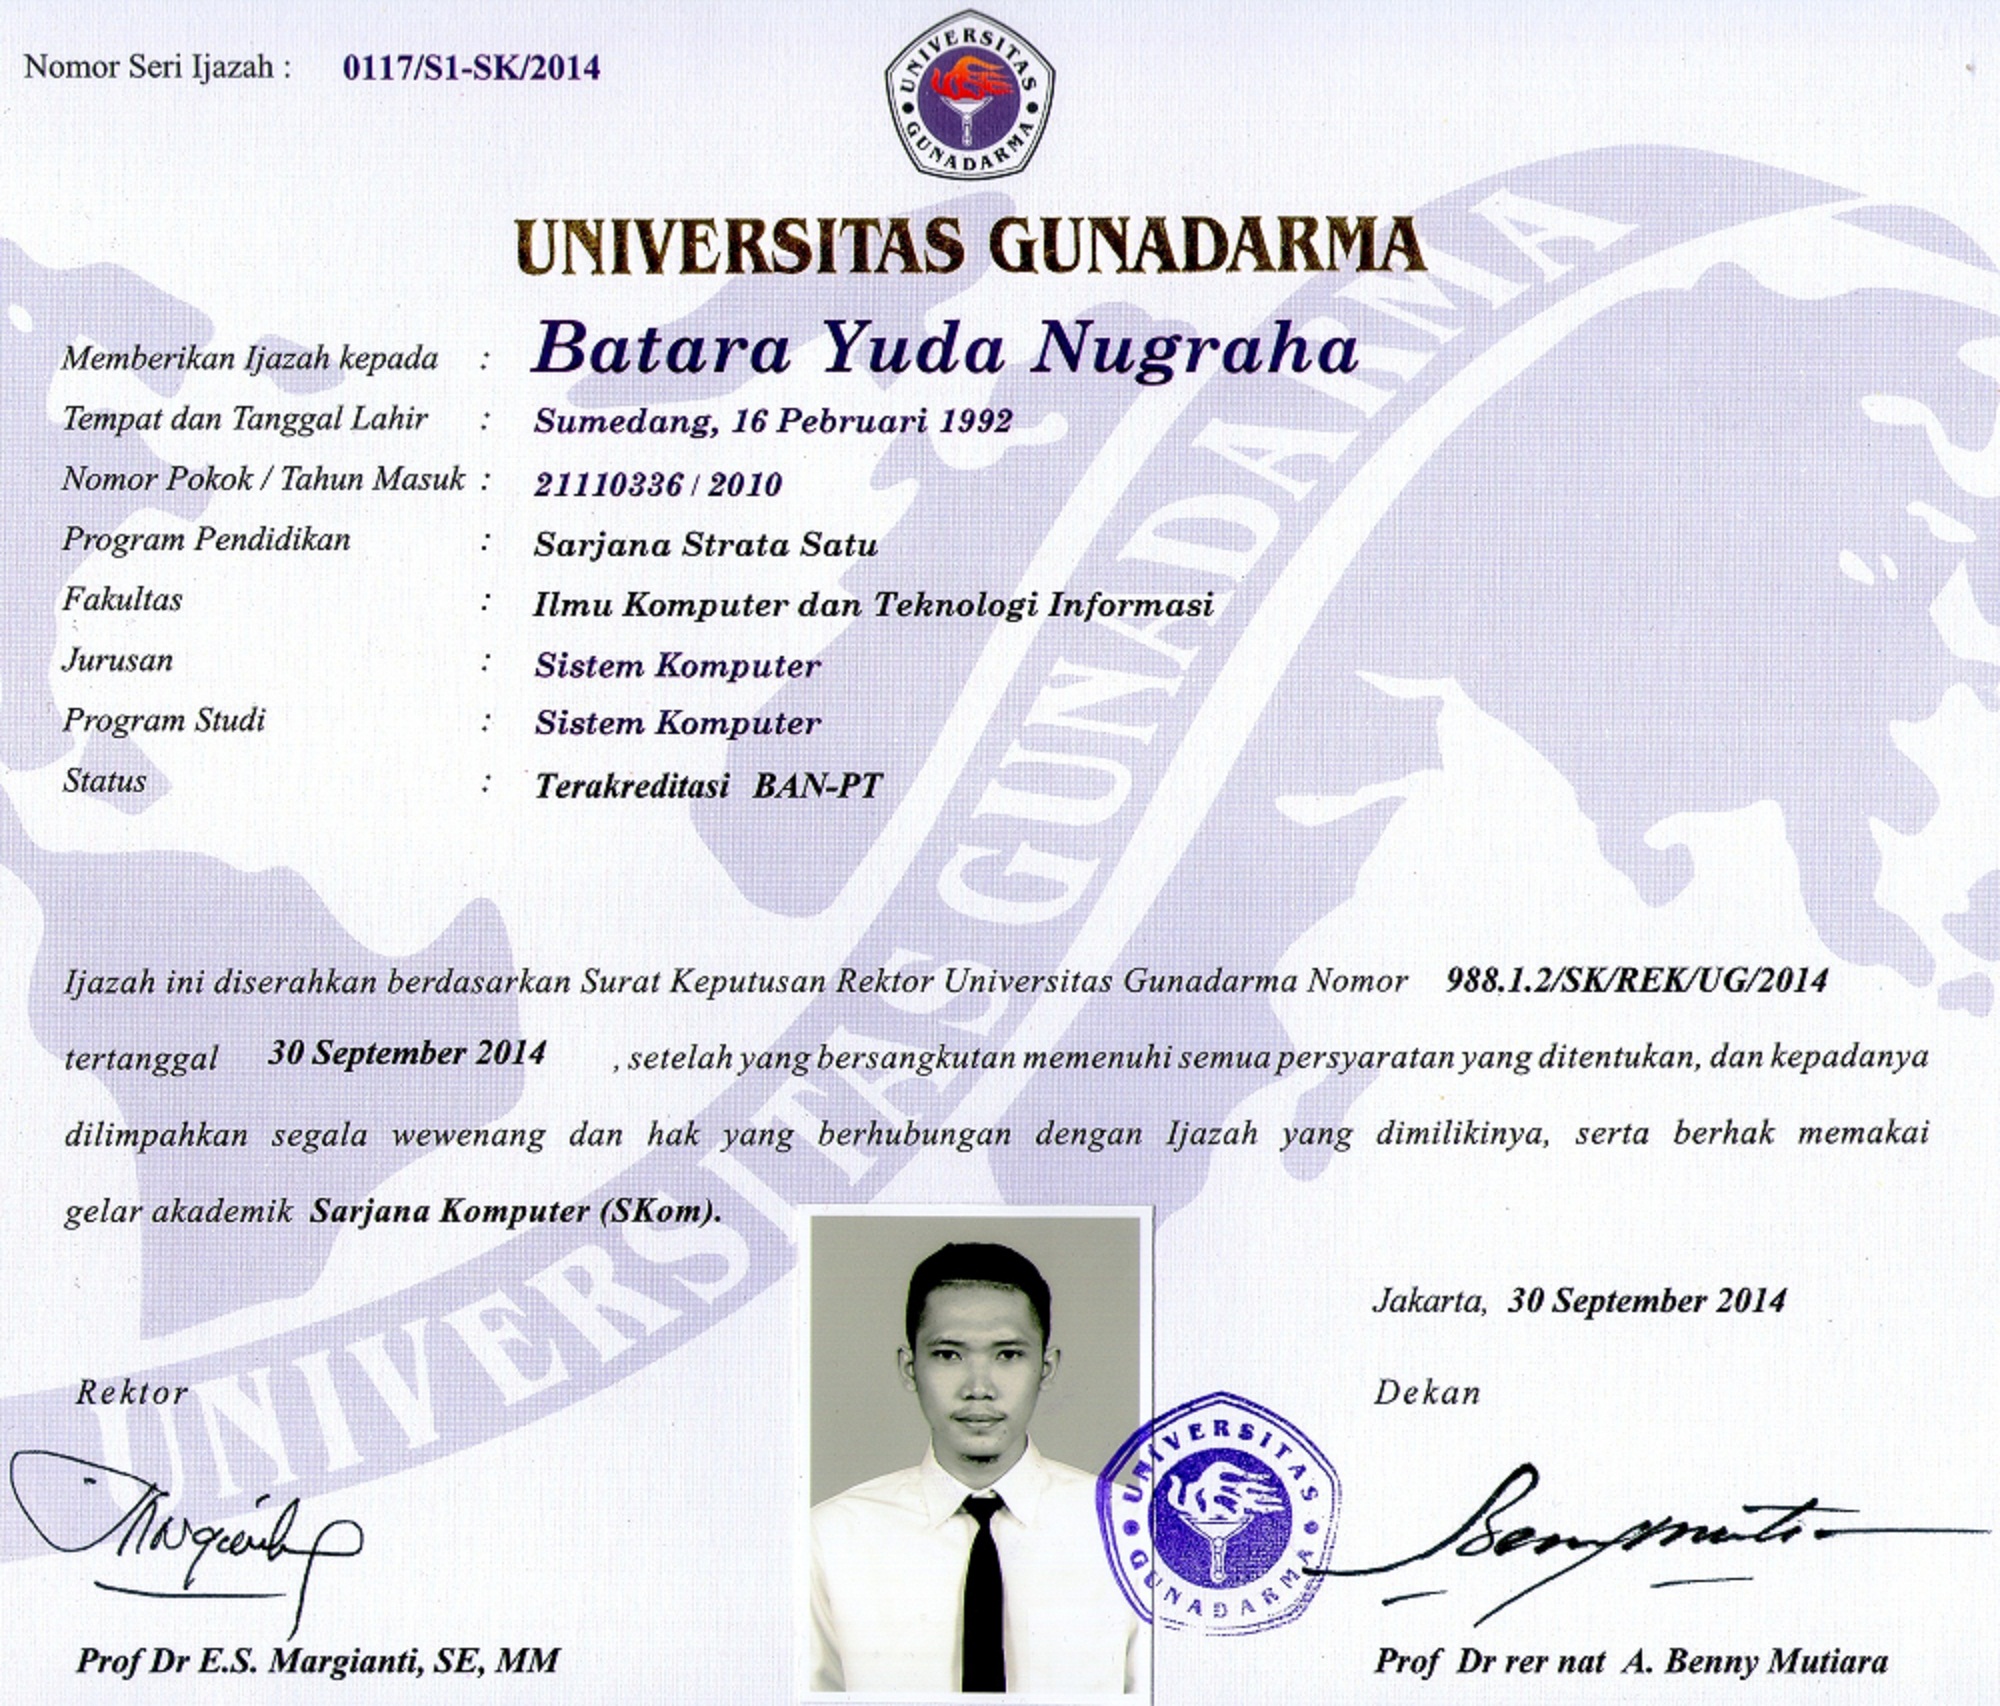 Nomor Seri Ijazah : 0117/S1-SK/2014
UNIVERSITAS GUNADARMA
UNIVERSITAS GUNADARMA
Memberikan Ijazah kepada : Batara Yuda Nugraha
Tempat dan Tanggal Lahir : Sumedang, 16 Pebruari 1992
Nomor Pokok / Tahun Masuk : 21110336 / 2010
Program Pendidikan : Sarjana Strata Satu
Fakultas : Ilmu Komputer dan Teknologi Informasi
Jurusan : Sistem Komputer
Program Studi : Sistem Komputer
Status : Terakreditasi BAN-PT
Ijazah ini diserahkan berdasarkan Surat Keputusan Rektor Universitas Gunadarma Nomor 988.1.2/SK/REK/UG/2014
tertanggal 30 September 2014 , setelah yang bersangkutan memenuhi semua persyaratan yang ditentukan, dan kepadanya
dilimpahkan segala wewenang dan hak yang berhubungan dengan Ijazah yang dimilikinya, serta berhak memakai
gelar akademik Sarjana Komputer (SKom).
UNIVERSITAS GUNADARMA
Jakarta, 30 September 2014
Rektor
Dekan
UNIVERSITAS GUNADARMA
Prof Dr E.S. Margianti, SE, MM
Prof Dr rer nat A. Benny Mutiara